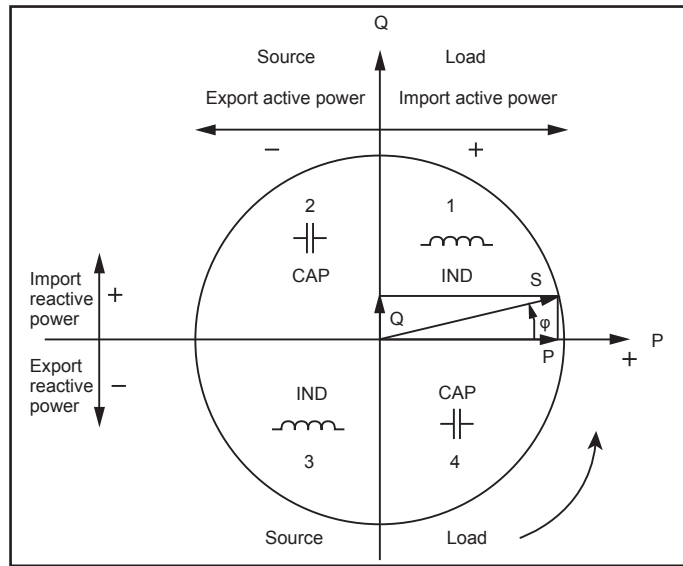 Q
Source Load
Export active power Import active power
− +
2 1
CAP IND S
Import
reactive
power
+
Q φ
P P
+
Export
reactive
power
−
IND CAP
3 4
Source Load